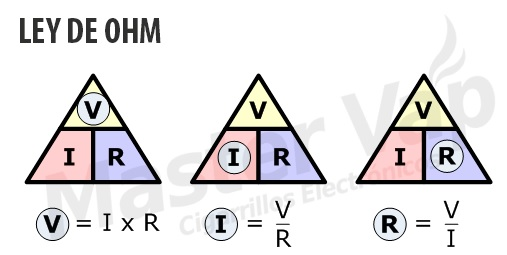 LEY DE OHM
V V V
I R I R I R
V = I x R I = V/R R = V/I
Master Vap
Cigarrillos Electrónicos